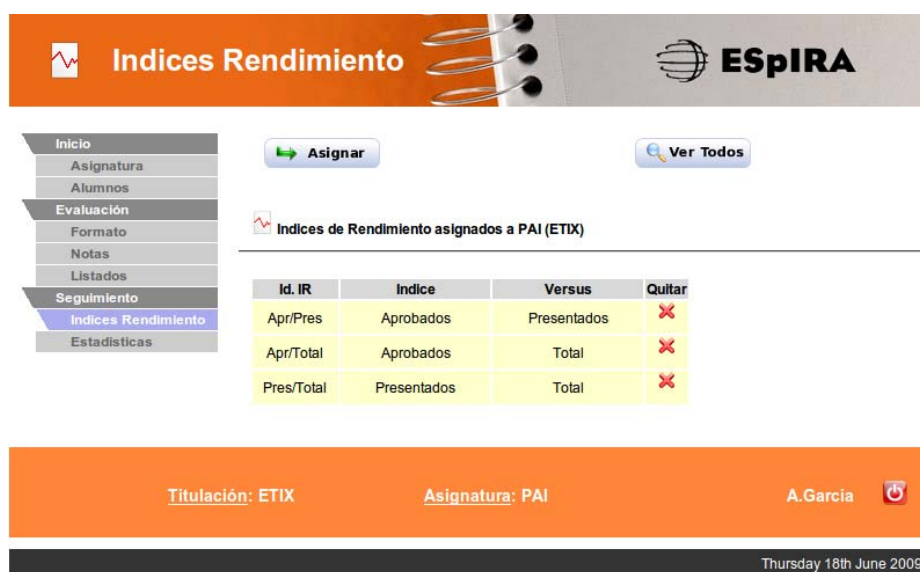 Indices Rendimiento
ESpIRA
Inicio
Asignatura
Alumnos
Evaluación
Formato
Notas
Listados
Seguimiento
Indices Rendimiento
Estadisticas
Asignar
Ver Todos
Indices de Rendimiento asignados a PAI (ETIX)
Id. IR Indice Versus Quitar
Apr/Pres Aprobados Presentados
Apr/Total Aprobados Total
Pres/Total Presentados Total
Titulación: ETIX Asignatura: PAI A.Garcia
Thursday 18th June 2009